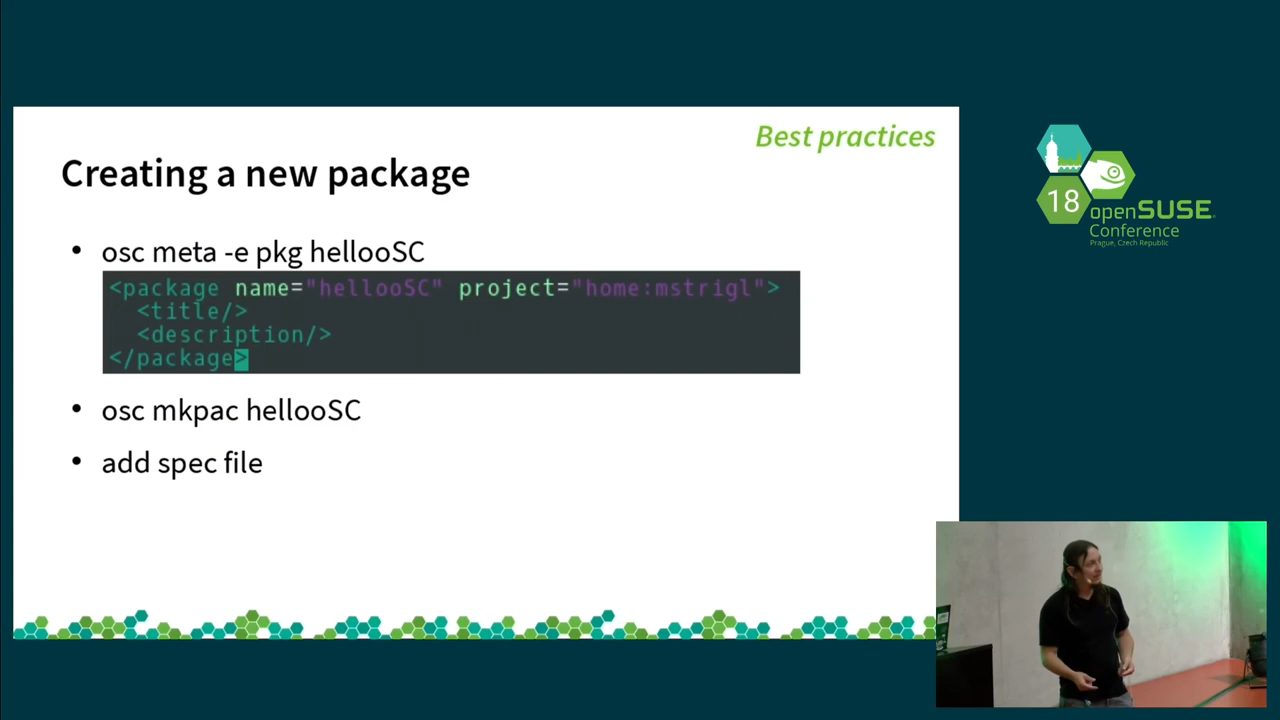 Best practices
Creating a new package
• osc meta -e pkg hellooSC
<package name="hellooSC" project="home:mstrigl">
<title/>
<description/>
</package>
• osc mkpac hellooSC
• add spec file
18
openSUSE
Conference
Prague, Czech Republic